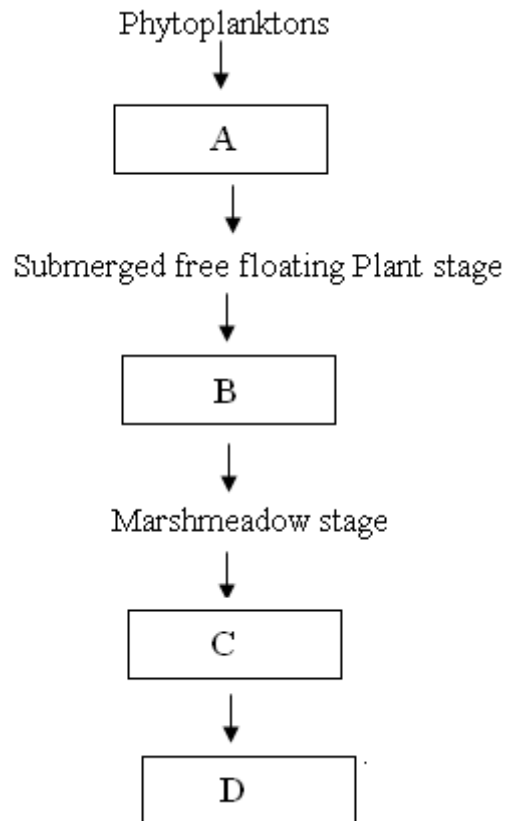 Phytoplanktons
A
Submerged free floating Plant stage
B
Marshmeadow stage
C
D